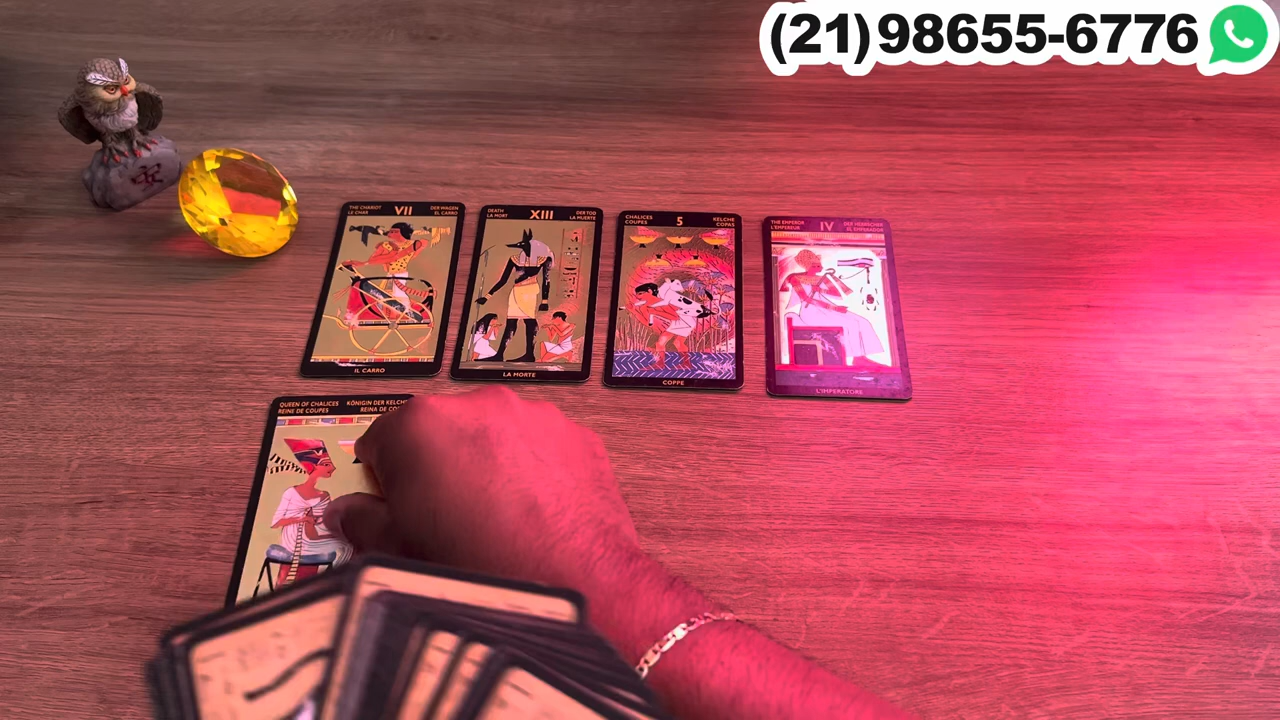 (21)98655-6776
THE CHARIOT
LE CHAR
VII
DER WAGEN
EL CARRO
IL CARRO
DEATH
LA MORT
XIII
DER TOD
LA MUERTE
LA MORTE
CHALICES
COUPES
5
KELCHE
COPAS
COPPE
THE EMPEROR
L'EMPEREUR
IV
DER HERRSCHER
EL EMPERADOR
L'IMPERATORE
QUEEN OF CHALICES
REINE DE COUPES
KÖNIGIN DER KELCHE
REINA DE